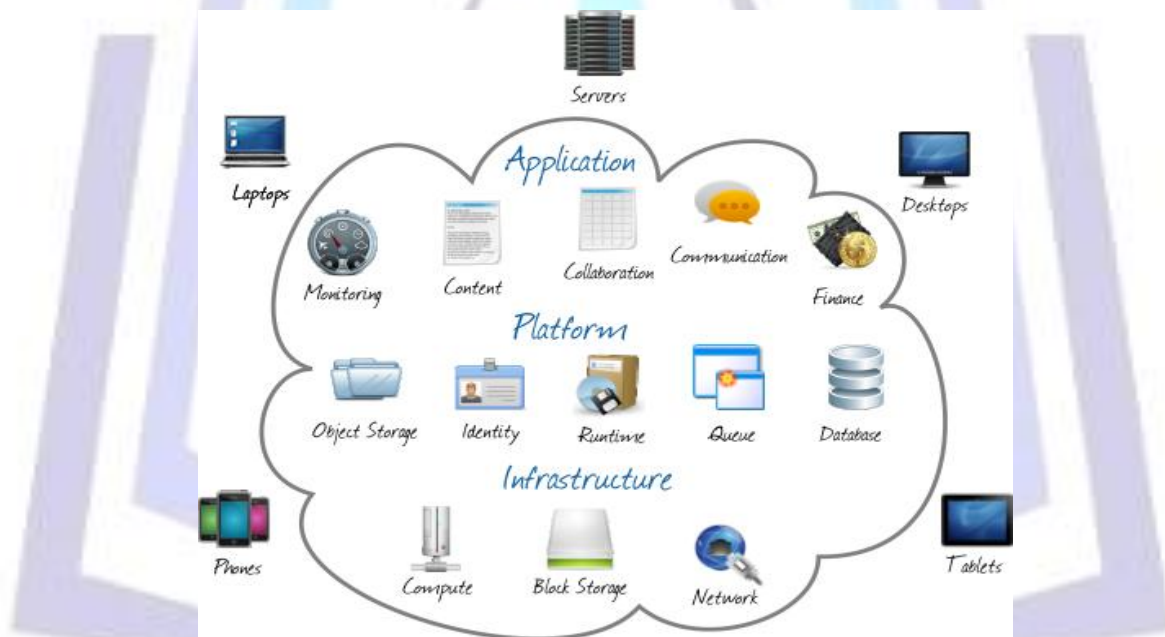 Servers
Laptops
Desktops
Application
Monitoring
Content
Collaboration
Communication
Finance
Platform
Object Storage
Identity
Runtime
Queue
Database
Infrastructure
Phones
Compute
Block Storage
Network
Tablets